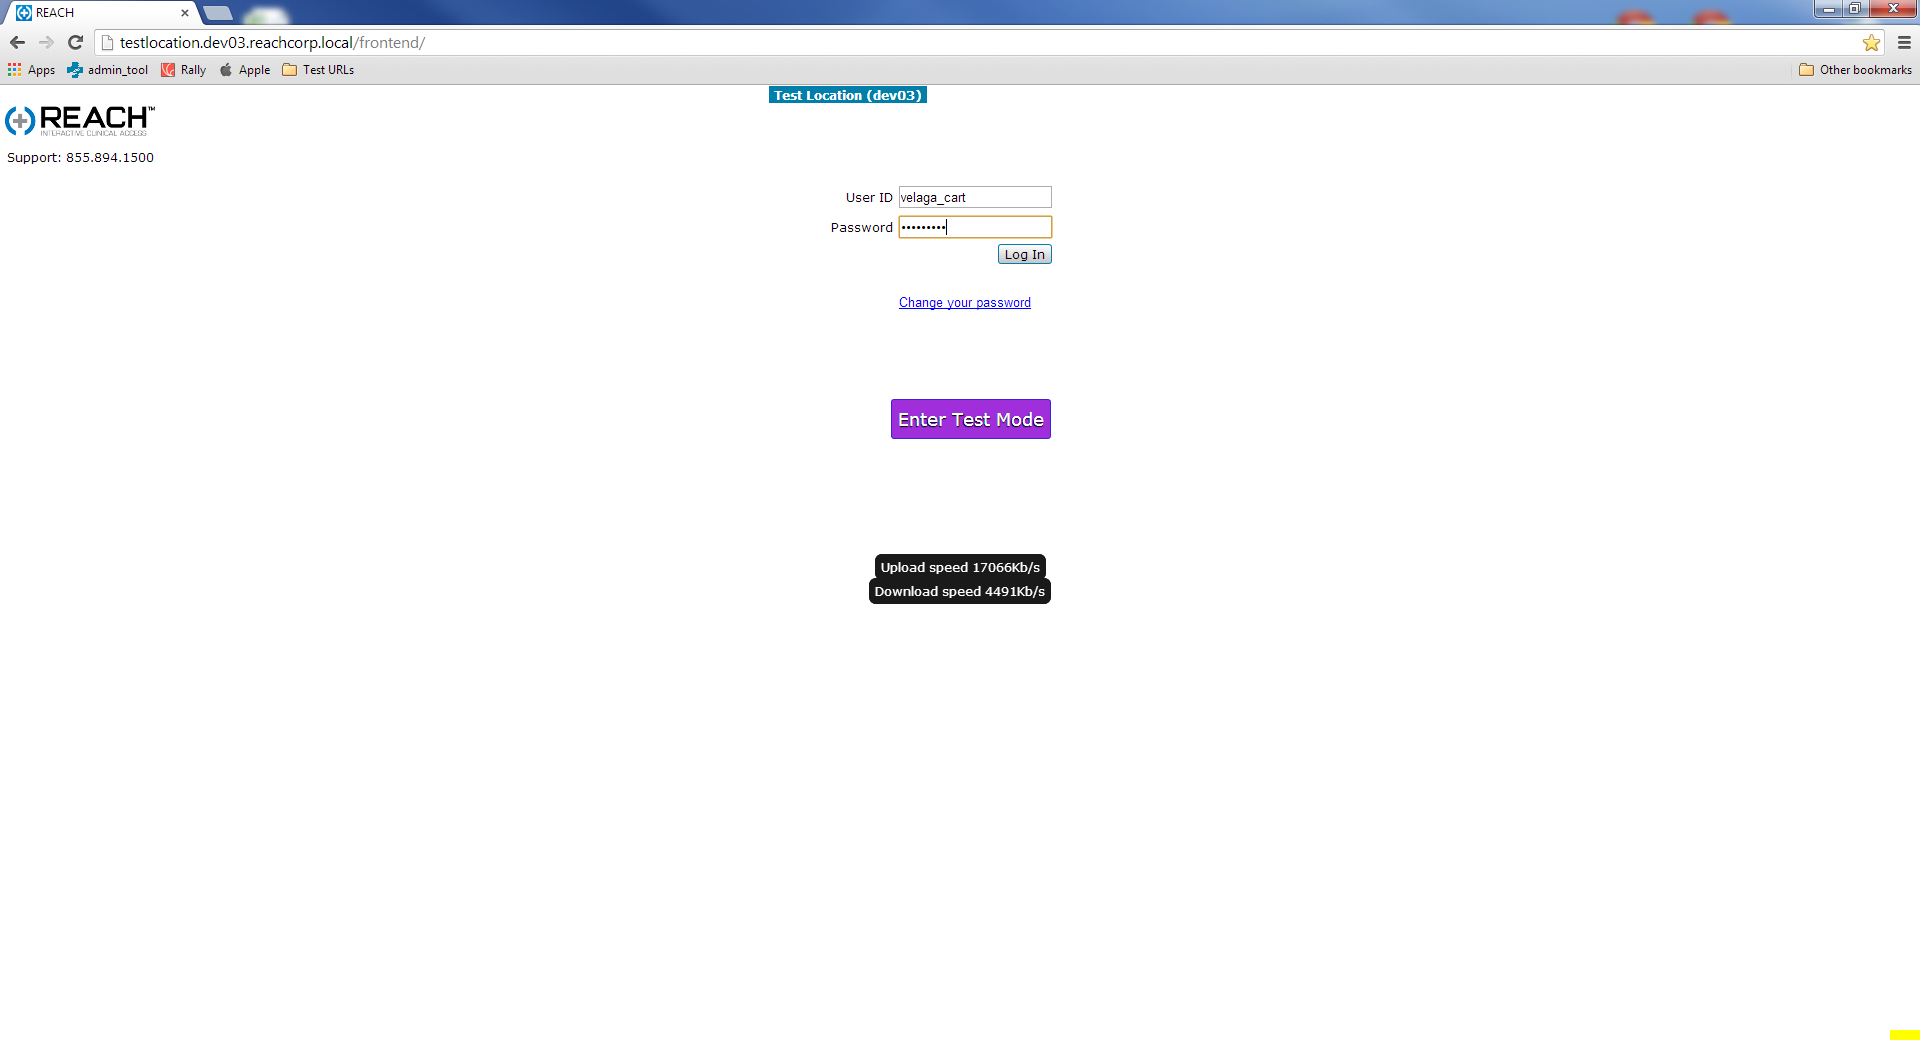 REACH
testlocation.dev03.reachcorp.local/frontend/
Apps admin_tool Rally Apple Test URLs Other bookmarks
Test Location (dev03)
REACH™
INTERACTIVE CLINICAL ACCESS
Support: 855.894.1500
User ID velaga_cart
Password •••••••••
Log In
Change your password
Enter Test Mode
Upload speed 17066Kb/s
Download speed 4491Kb/s